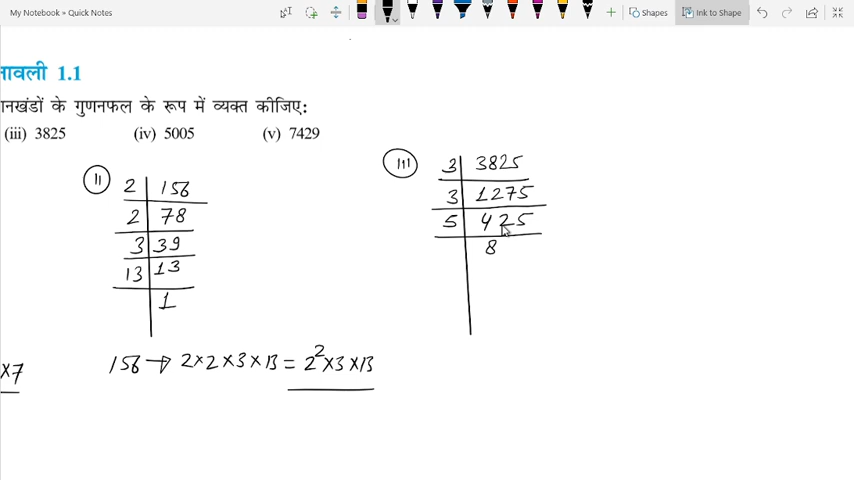 My Notebook » Quick Notes
Shapes
Ink to Shape
नावली 1.1
नखंडों के गुणनफल के रूप में व्यक्त कीजिए:
(iii) 3825 (iv) 5005 (v) 7429
II
2 156
2 78
3 39
13 13
1
III
3 3825
3 1275
5 425
8
×7
156 → 2×2×3×13 = 2²×3×13